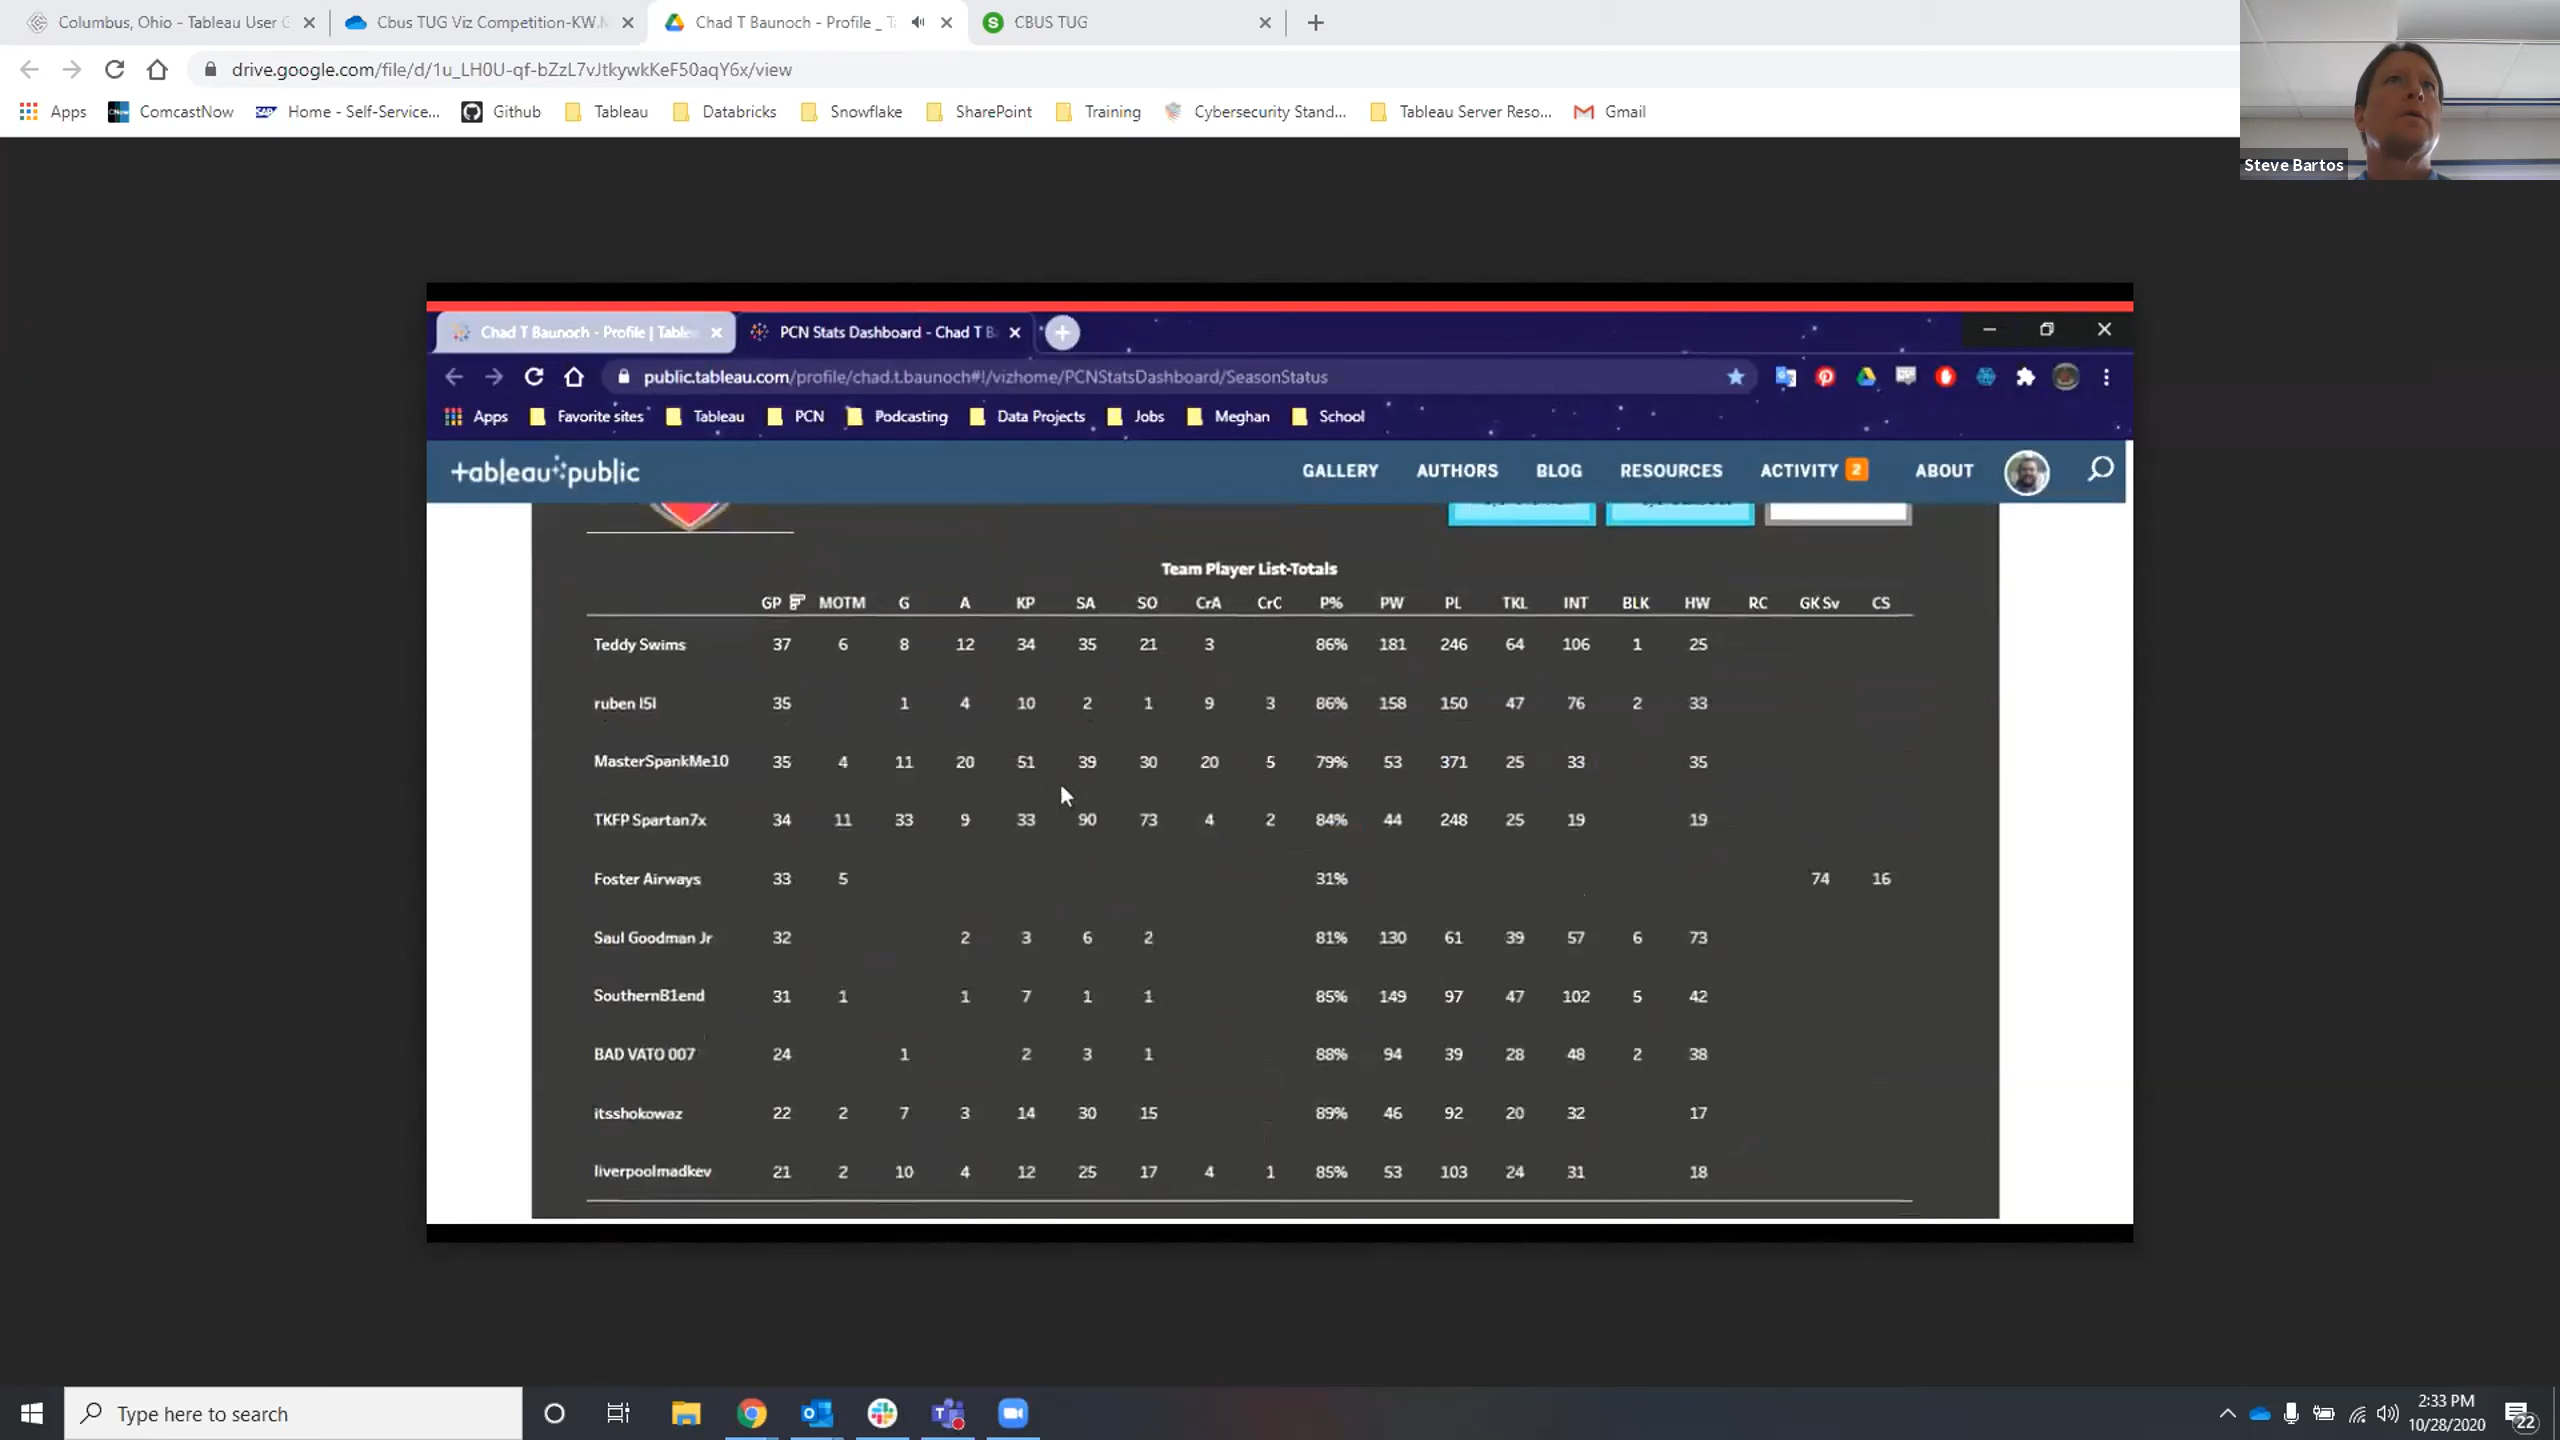 Columbus, Ohio - Tableau User G
Cbus TUG Viz Competition-KW.
Chad T Baunoch - Profile _ T
CBUS TUG
drive.google.com/file/d/1u_LH0U-qf-bZzL7vJtkywkKeF50aqY6x/view
Apps ComcastNow Home - Self-Service... Github Tableau Databricks Snowflake SharePoint Training Cybersecurity Stand... Tableau Server Reso... Gmail
Steve Bartos
Chad T Baunoch - Profile | Table
PCN Stats Dashboard - Chad T B
public.tableau.com/profile/chad.t.baunoch#!/vizhome/PCNStatsDashboard/SeasonStatus
Apps Favorite sites Tableau PCN Podcasting Data Projects Jobs Meghan School
+ableau public
GALLERY AUTHORS BLOG RESOURCES ACTIVITY 2 ABOUT
Team Player List-Totals
GP MOTM G A KP SA SO CrA CrC P% PW PL TKL INT BLK HW RC GK Sv CS
Teddy Swims 37 6 8 12 34 35 21 3 86% 181 246 64 106 1 25
ruben l5l 35 1 4 10 2 1 9 3 86% 158 150 47 76 2 33
MasterSpankMe10 35 4 11 20 51 39 30 20 5 79% 53 371 25 33 35
TKFP Spartan7x 34 11 33 9 33 90 73 4 2 84% 44 248 25 19 19
Foster Airways 33 5 31% 74 16
Saul Goodman Jr 32 2 3 6 2 81% 130 61 39 57 6 73
SouthernB1end 31 1 1 7 1 1 85% 149 97 47 102 5 42
BAD VATO 007 24 1 2 3 1 88% 94 39 28 48 2 38
itsshokowaz 22 2 7 3 14 30 15 89% 46 92 20 32 17
liverpoolmadkev 21 2 10 4 12 25 17 4 1 85% 53 103 24 31 18
Type here to search
2:33 PM
10/28/2020
22